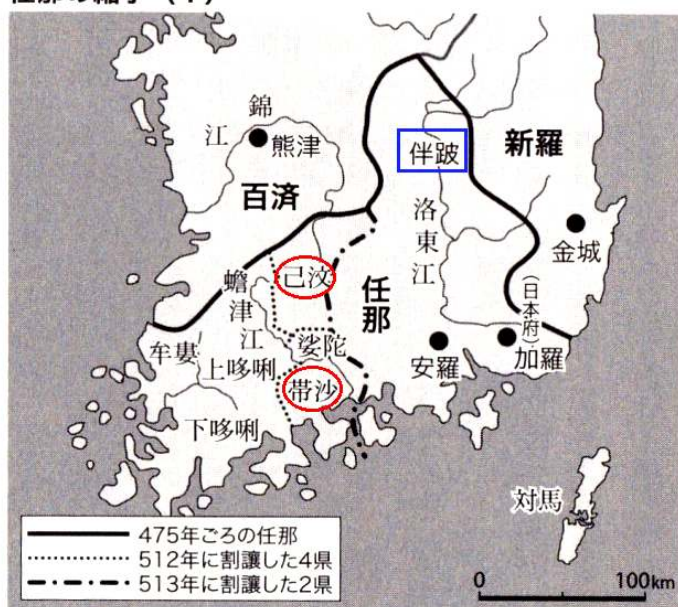 錦江
熊津
百済
伴跛
新羅
洛東江
金城
己汶
蟾津江
任那
(日本府)
娑陀
牟婁
上哆唎
安羅
加羅
帯沙
下哆唎
対馬
475年ごろの任那
512年に割譲した4県
513年に割譲した2県
0 100km